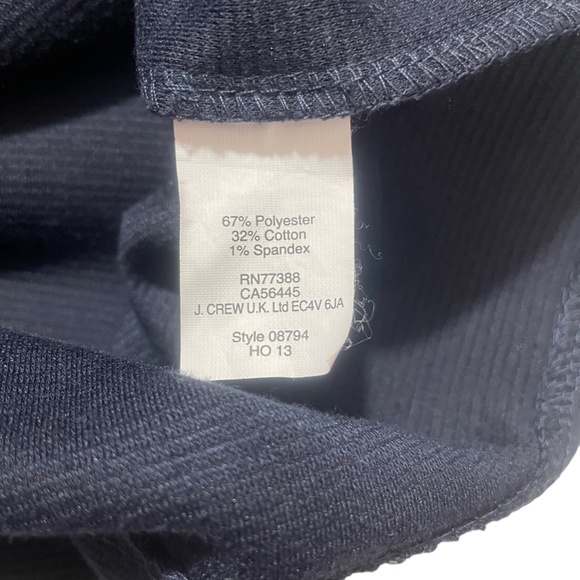 67% Polyester
32% Cotton
1% Spandex
RN77388
CA56445
J. CREW U.K. Ltd EC4V 6JA
Style 08794
HO 13